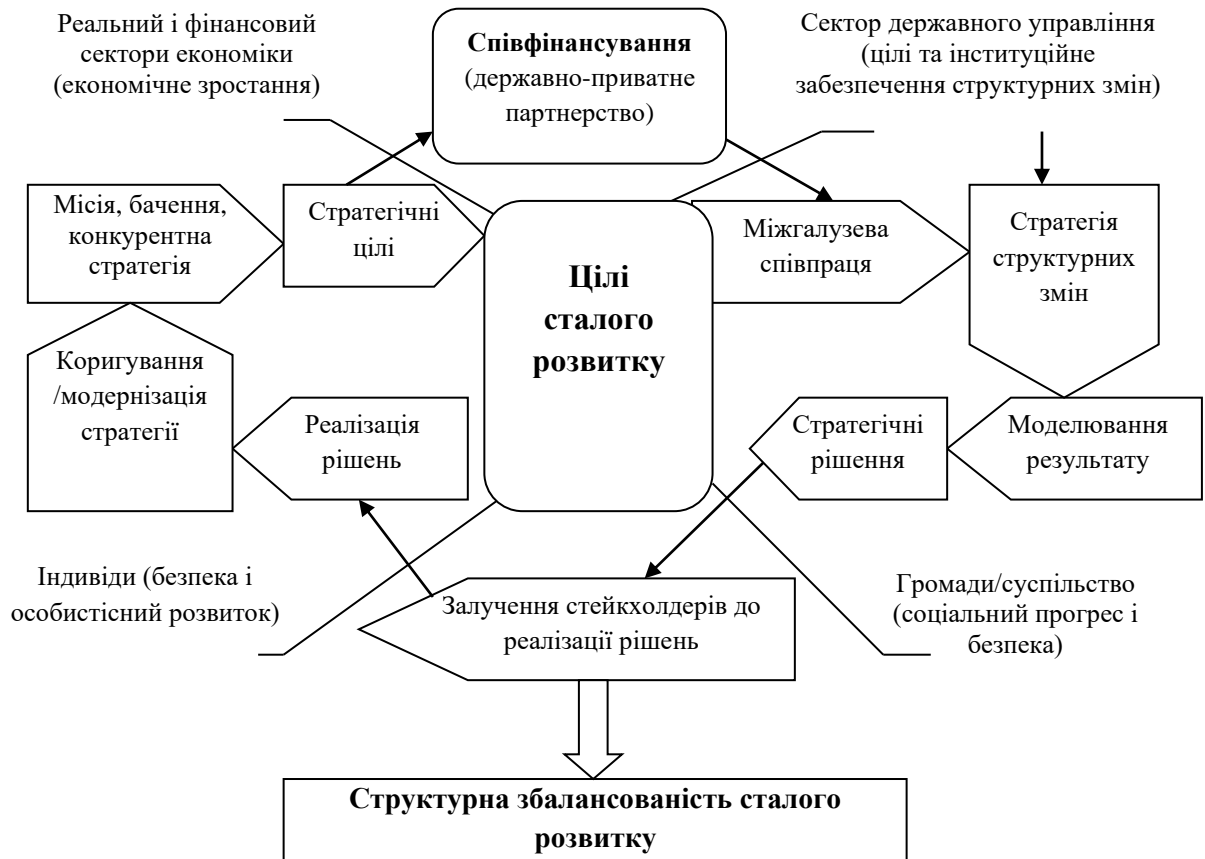 Реальний і фінансовий
сектори економіки
(економічне зростання)
Співфінансування
(державно-приватне
партнерство)
Сектор державного управління
(цілі та інституційне
забезпечення структурних змін)
Місія, бачення,
конкурентна
стратегія
Стратегічні
цілі
Цілі
сталого
розвитку
Міжгалузева
співпраця
Стратегія
структурних
змін
Коригування
/модернізація
стратегії
Реалізація
рішень
Стратегічні
рішення
Моделювання
результату
Індивіди (безпека і
особистісний розвиток)
Залучення стейкхолдерів до
реалізації рішень
Громади/суспільство
(соціальний прогрес і
безпека)
Структурна збалансованість сталого
розвитку